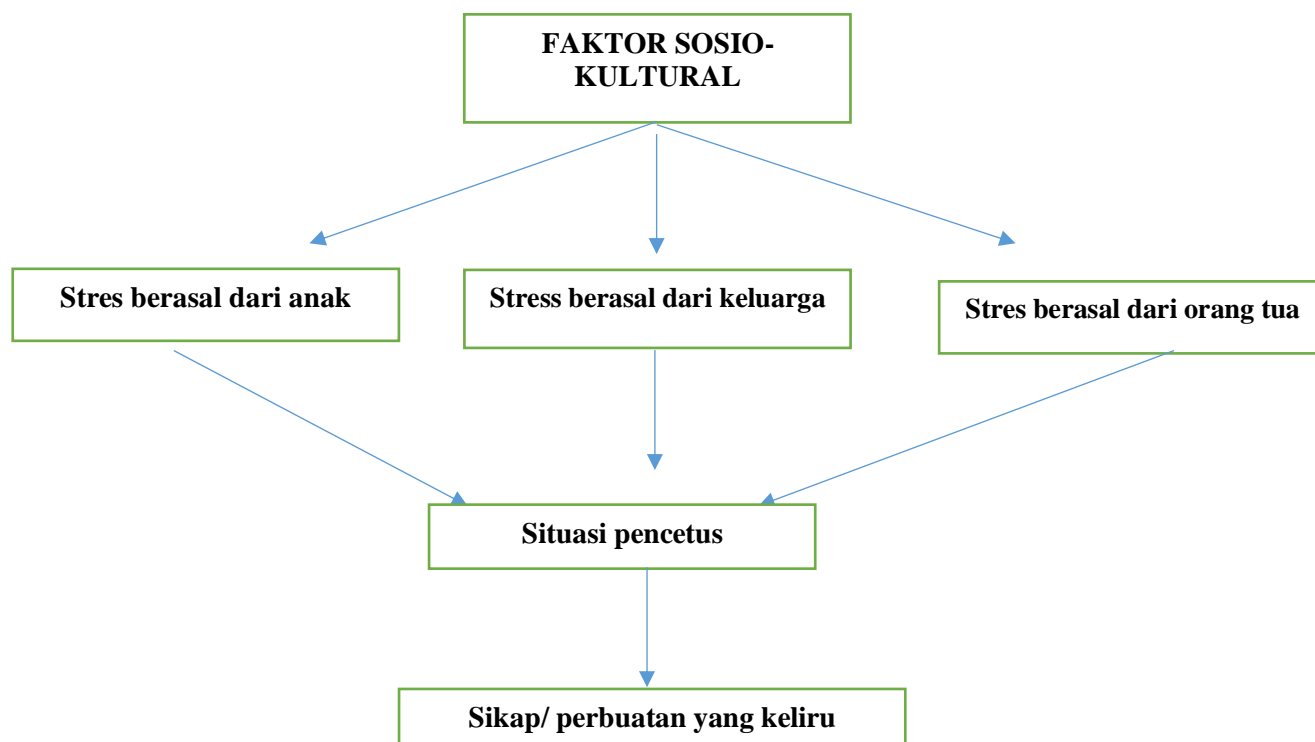 FAKTOR SOSIO-
KULTURAL
Stres berasal dari anak
Stress berasal dari keluarga
Stres berasal dari orang tua
Situasi pencetus
Sikap/ perbuatan yang keliru